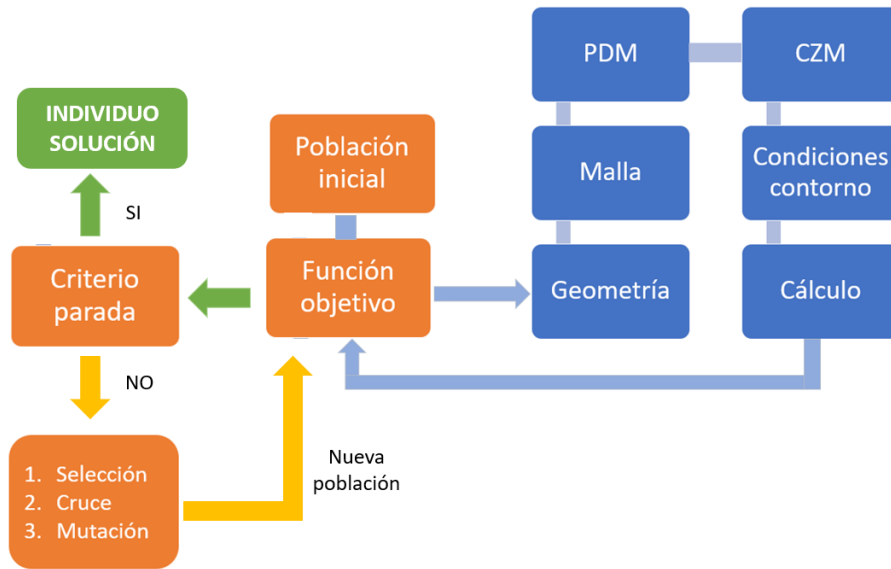 PDM
CZM
INDIVIDUO
SOLUCIÓN
Población
inicial
Malla
Condiciones
contorno
SI
Criterio
parada
Función
objetivo
Geometría
Cálculo
NO
1. Selección
2. Cruce
3. Mutación
Nueva
población